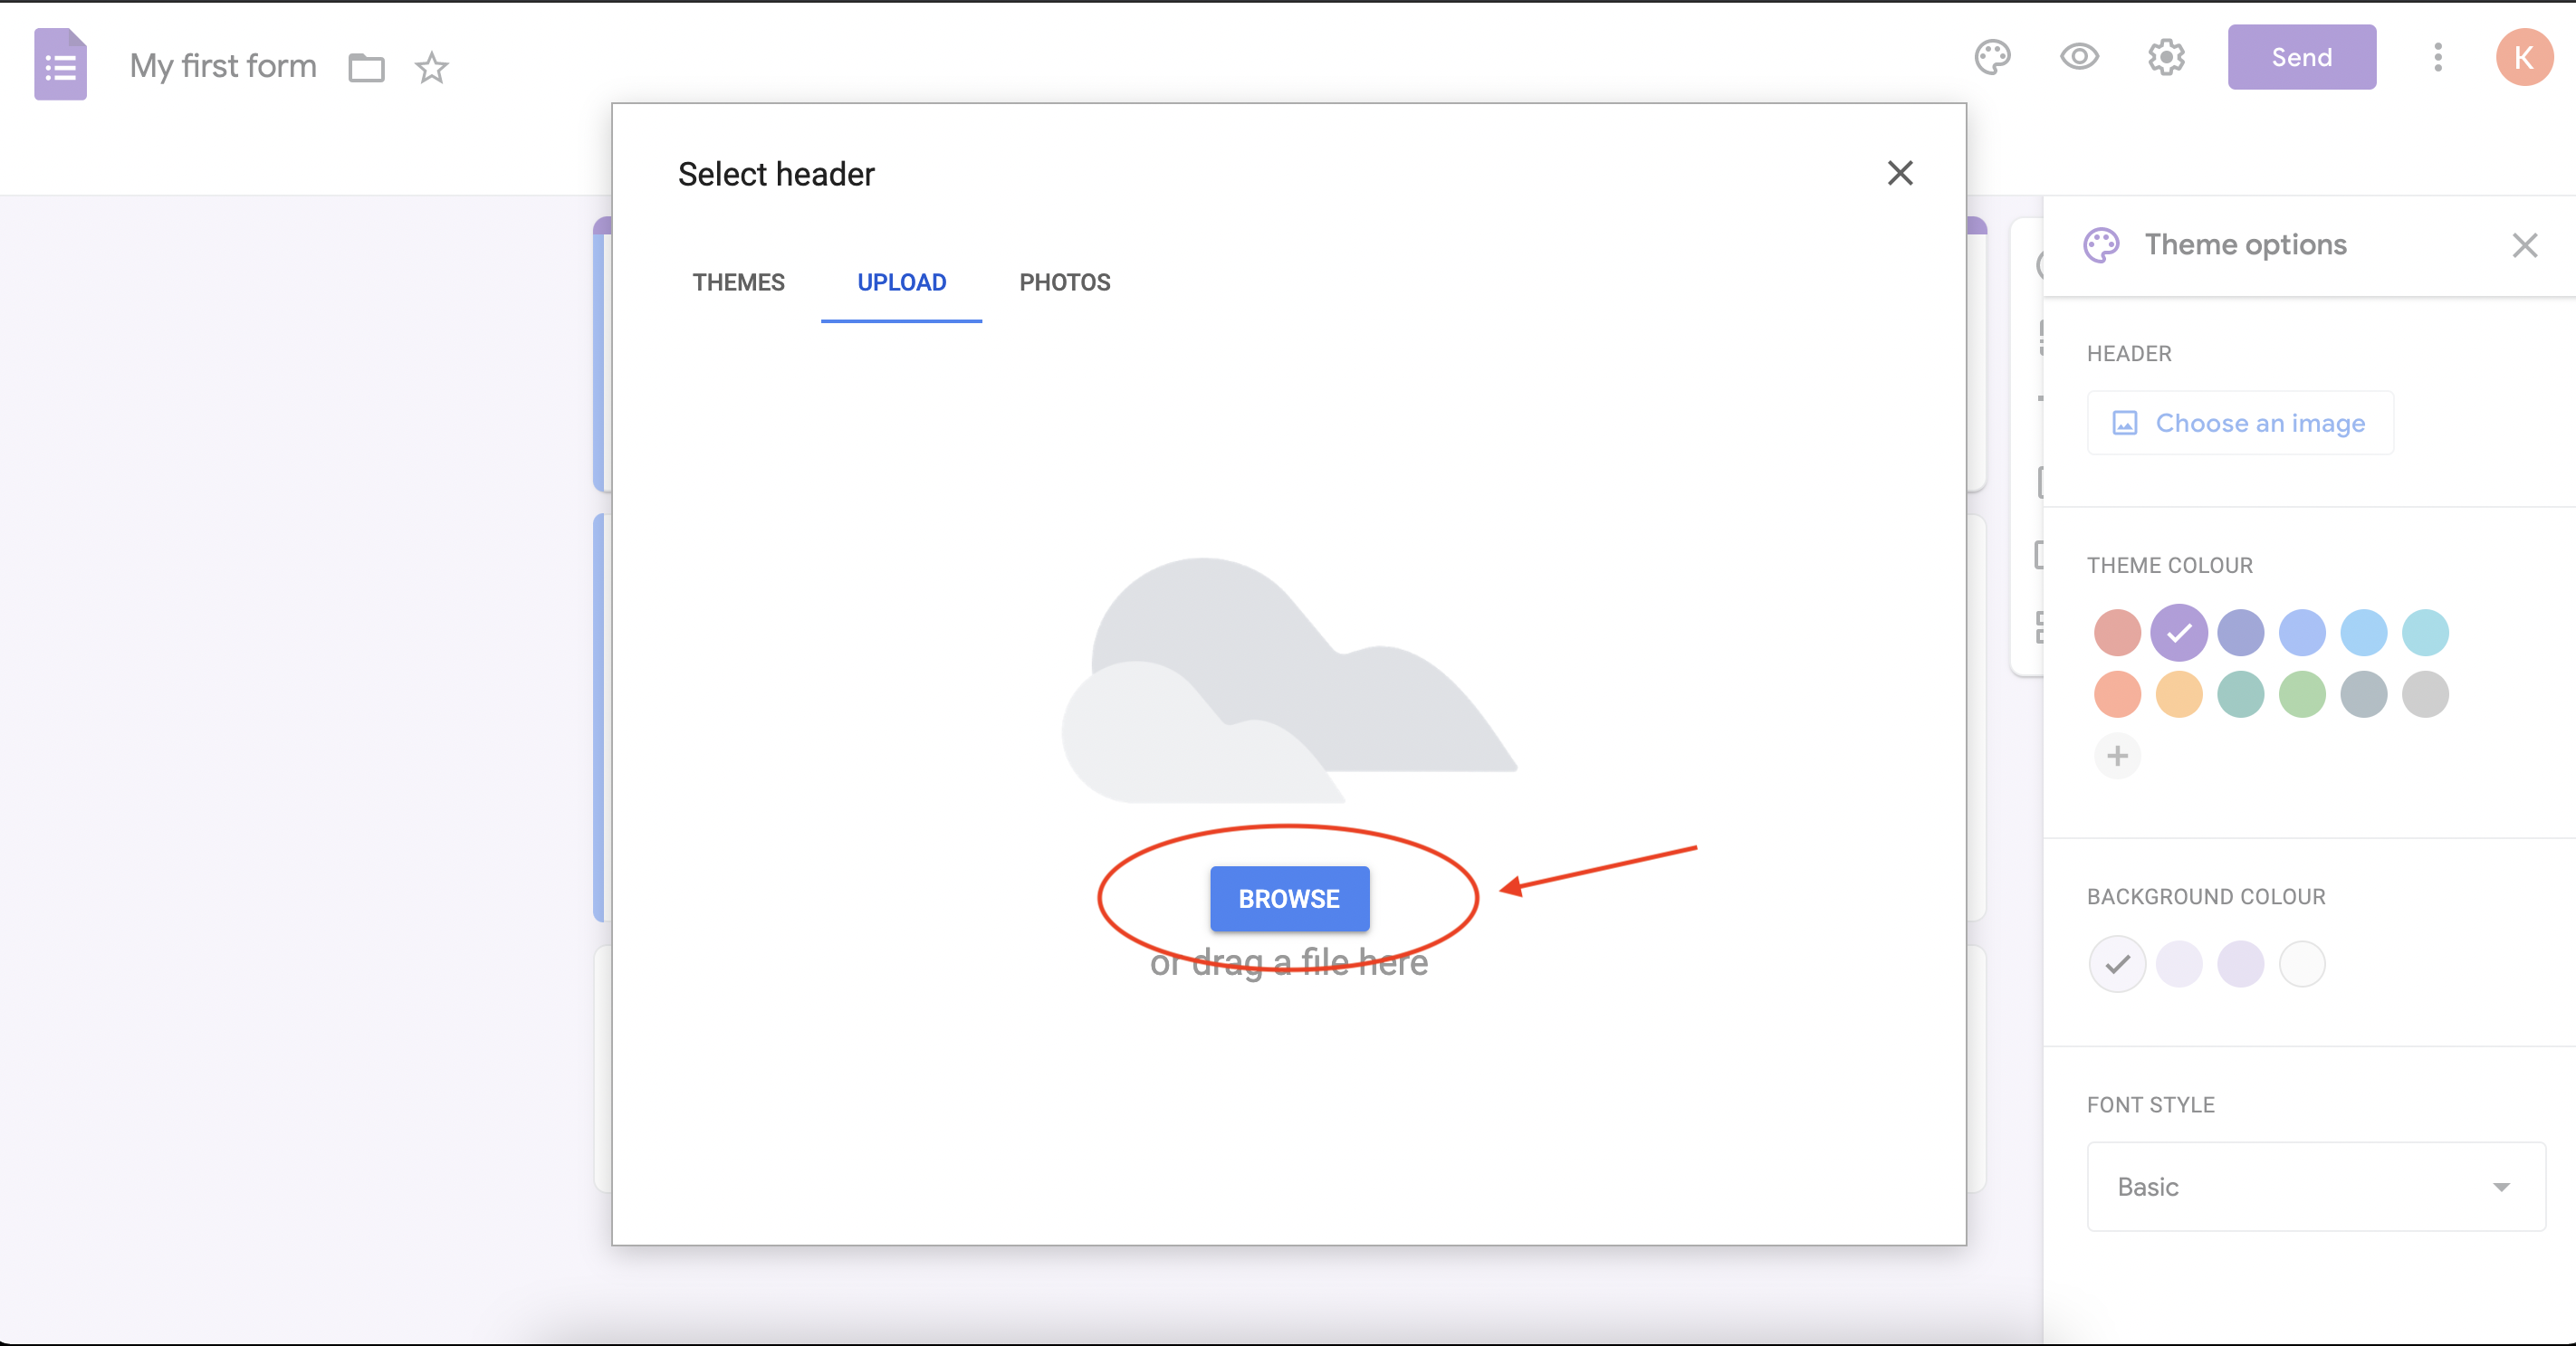 My first form
Send
K
Select header
THEMES
UPLOAD
PHOTOS
BROWSE
or drag a file here
Theme options
HEADER
Choose an image
THEME COLOUR
BACKGROUND COLOUR
FONT STYLE
Basic